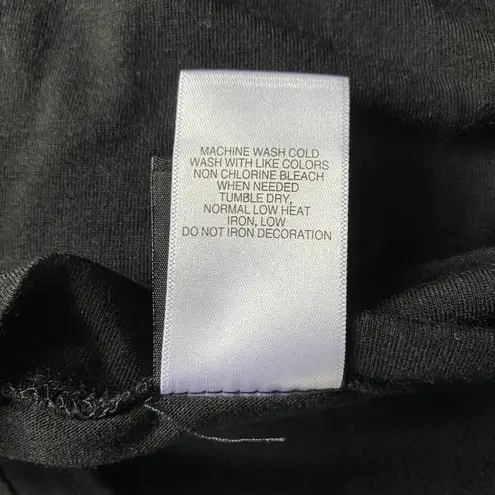 MACHINE WASH COLD
WASH WITH LIKE COLORS
NON CHLORINE BLEACH
WHEN NEEDED
TUMBLE DRY,
NORMAL LOW HEAT
IRON, LOW
DO NOT IRON DECORATION